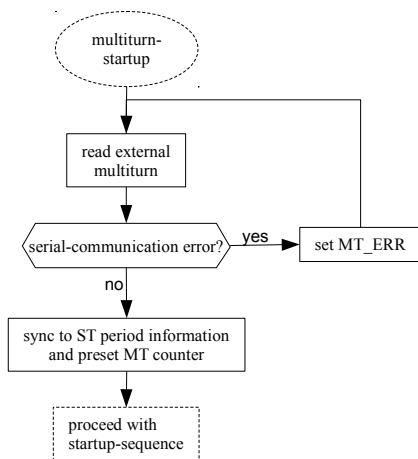 multiturn-
startup
read external
multiturn
serial-communication error?
yes
set MT_ERR
no
sync to ST period information
and preset MT counter
proceed with
startup-sequence